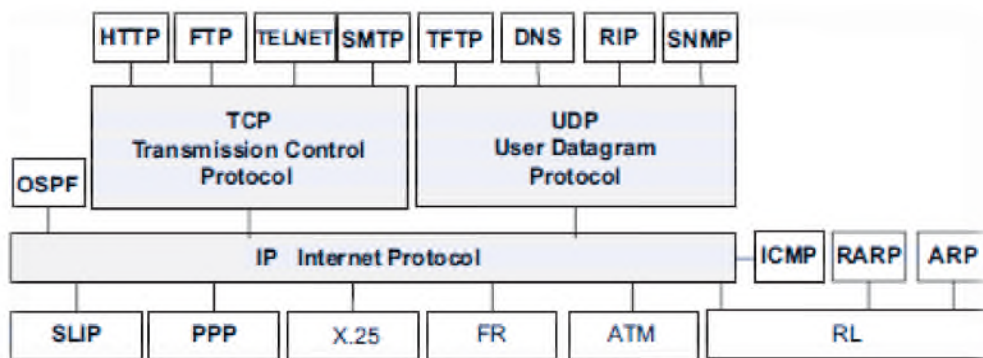 HTTP FTP TELNET SMTP TFTP DNS RIP SNMP
TCP
Transmission Control
Protocol
UDP
User Datagram
Protocol
OSPF
IP Internet Protocol
ICMP RARP ARP
SLIP PPP X.25 FR ATM RL